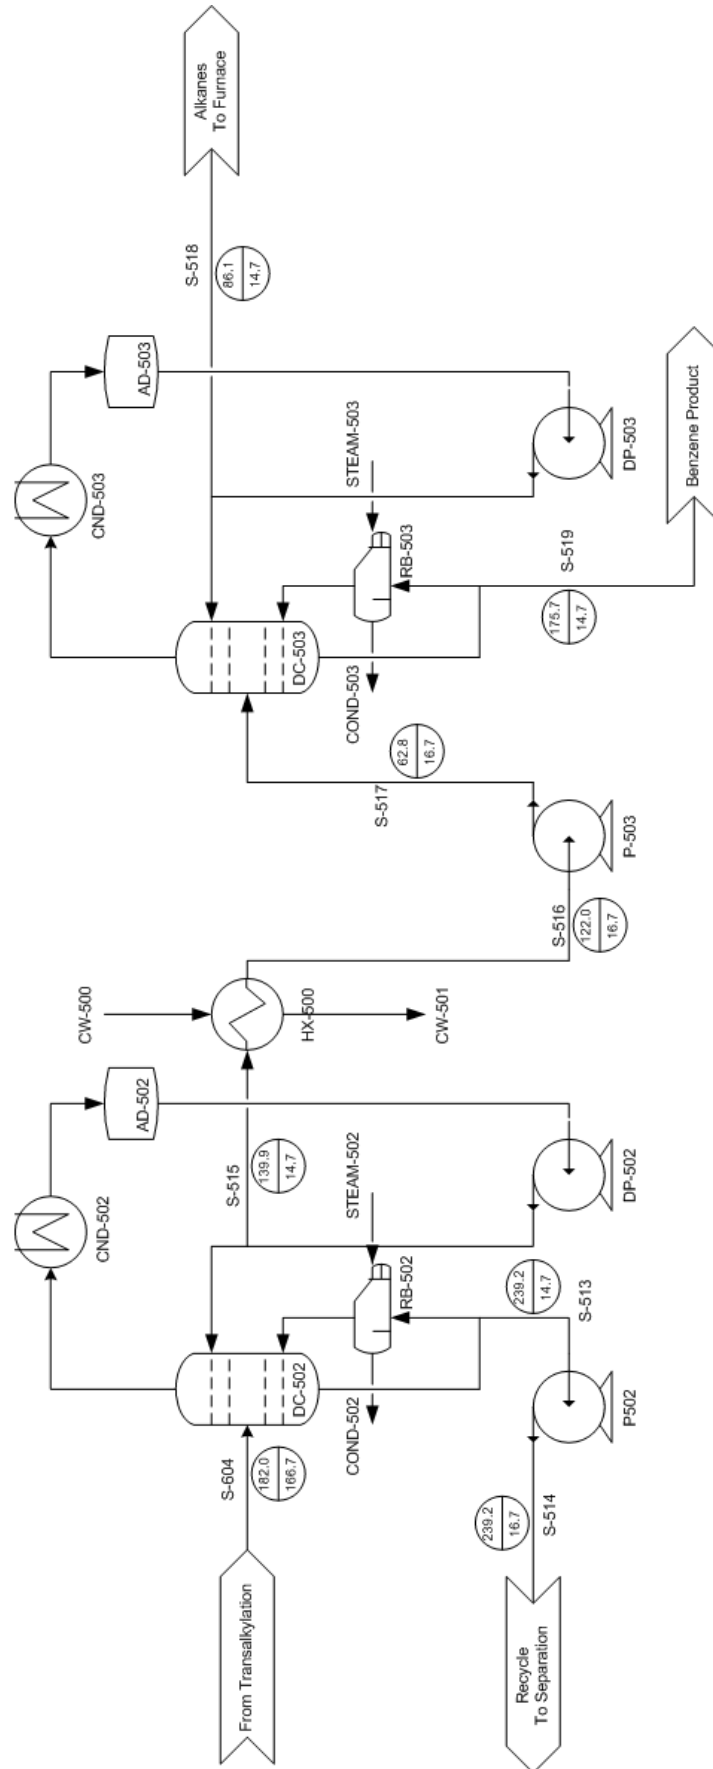 From Transalkylation
S-604
182.0
166.7
DC-502
CND-502
AD-502
COND-502
RB-502
STEAM-502
S-515
139.9
14.7
DP-502
239.2
14.7
S-513
P502
239.2
16.7
S-514
Recycle
To Separation
CW-500
HX-500
CW-501
S-516
122.0
16.7
P-503
S-517
62.8
16.7
DC-503
CND-503
AD-503
COND-503
RB-503
STEAM-503
DP-503
S-518
86.1
14.7
Alkanes
To Furnace
S-519
175.7
14.7
Benzene Product